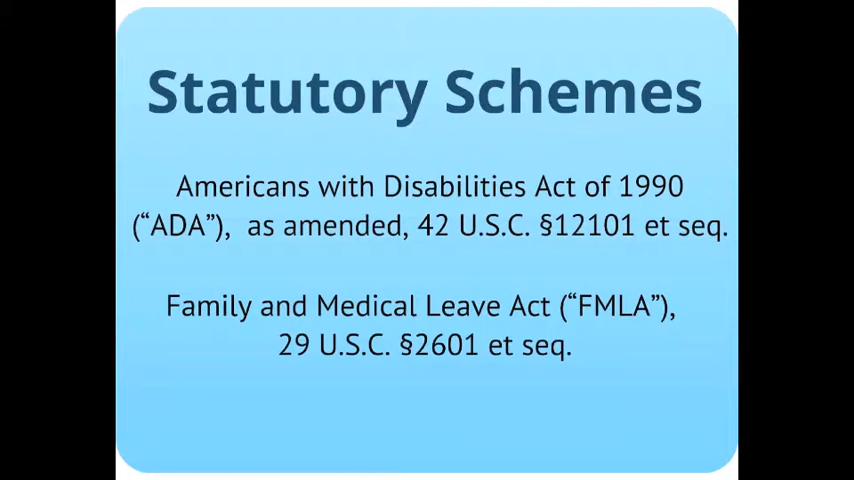 Statutory Schemes
Americans with Disabilities Act of 1990
(“ADA”), as amended, 42 U.S.C. §12101 et seq.
Family and Medical Leave Act (“FMLA”),
29 U.S.C. §2601 et seq.